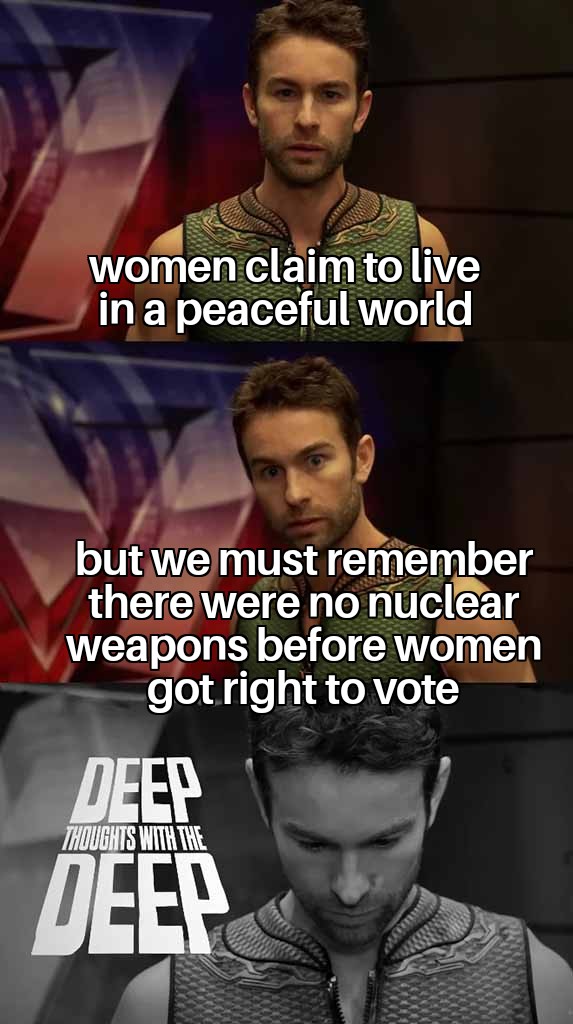 women claim to live
in a peaceful world
but we must remember
there were no nuclear
weapons before women
got right to vote
DEEP
THOUGHTS WITH THE
DEEP